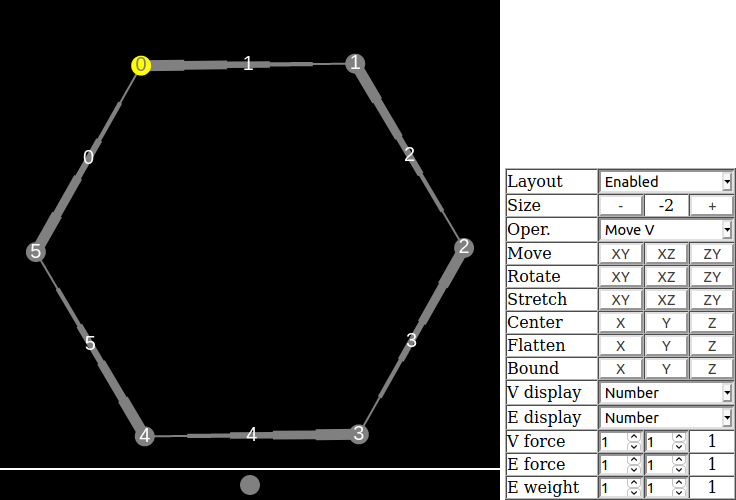 0 1 1
0 2
5 2
5 3
4 4 3
Layout Enabled
Size - -2 +
Oper. Move V
Move XY XZ ZY
Rotate XY XZ ZY
Stretch XY XZ ZY
Center X Y Z
Flatten X Y Z
Bound X Y Z
V display Number
E display Number
V force 1 1 1
E force 1 1 1
E weight 1 1 1